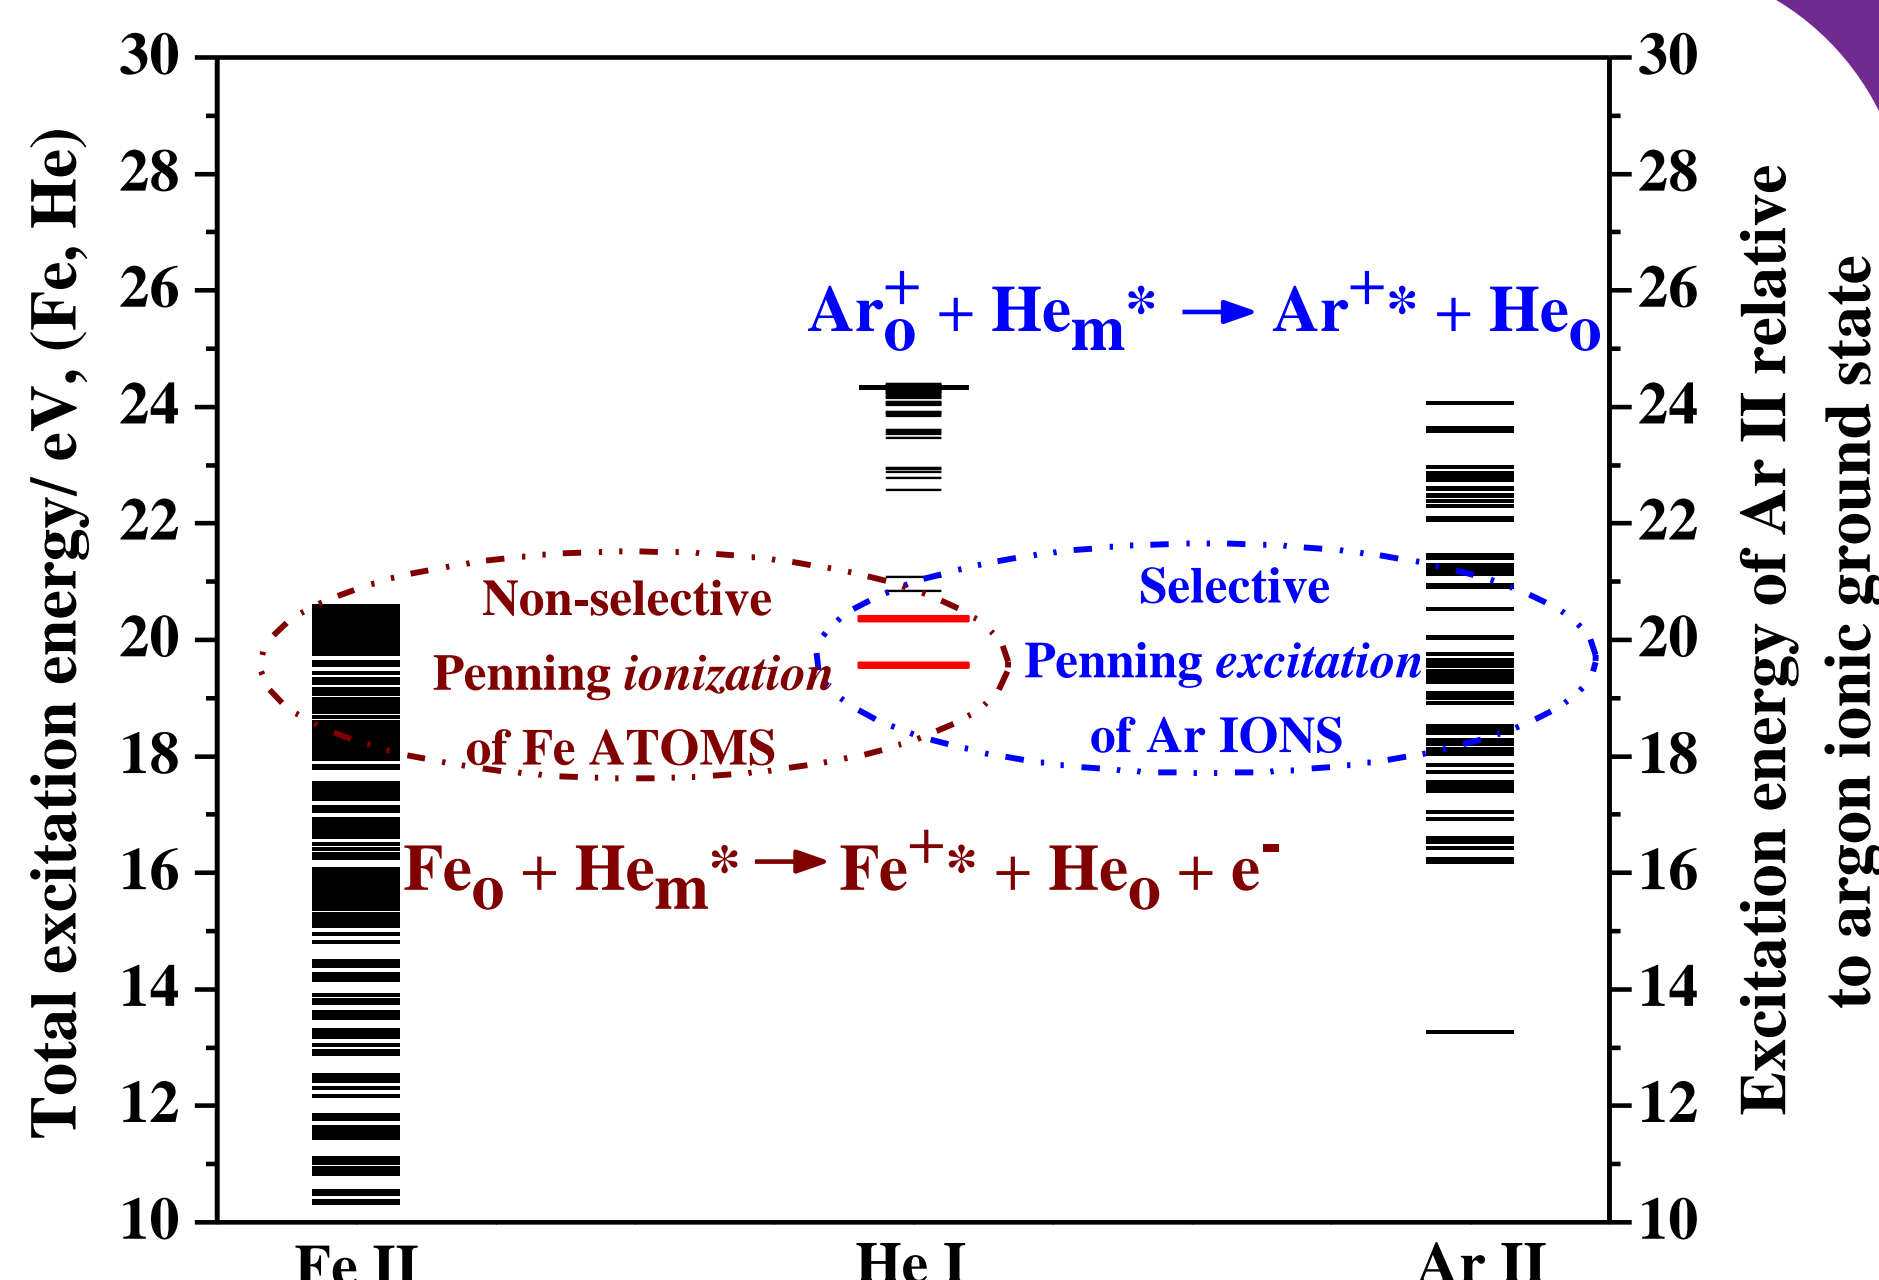 Total excitation energy/ eV, (Fe, He)
30
28
26
24
22
20
18
16
14
12
10
Ar₀⁺ + Heₘ* → Ar⁺* + Heₒ
Non-selective
Penning ionization
of Fe ATOMS
Selective
Penning excitation
of Ar IONS
Feₒ + Heₘ* → Fe⁺* + Heₒ + e⁻
30
28
26
24
22
20
18
16
14
12
10
Excitation energy of Ar II relative
to argon ionic ground state
Fe II
He I
Ar II